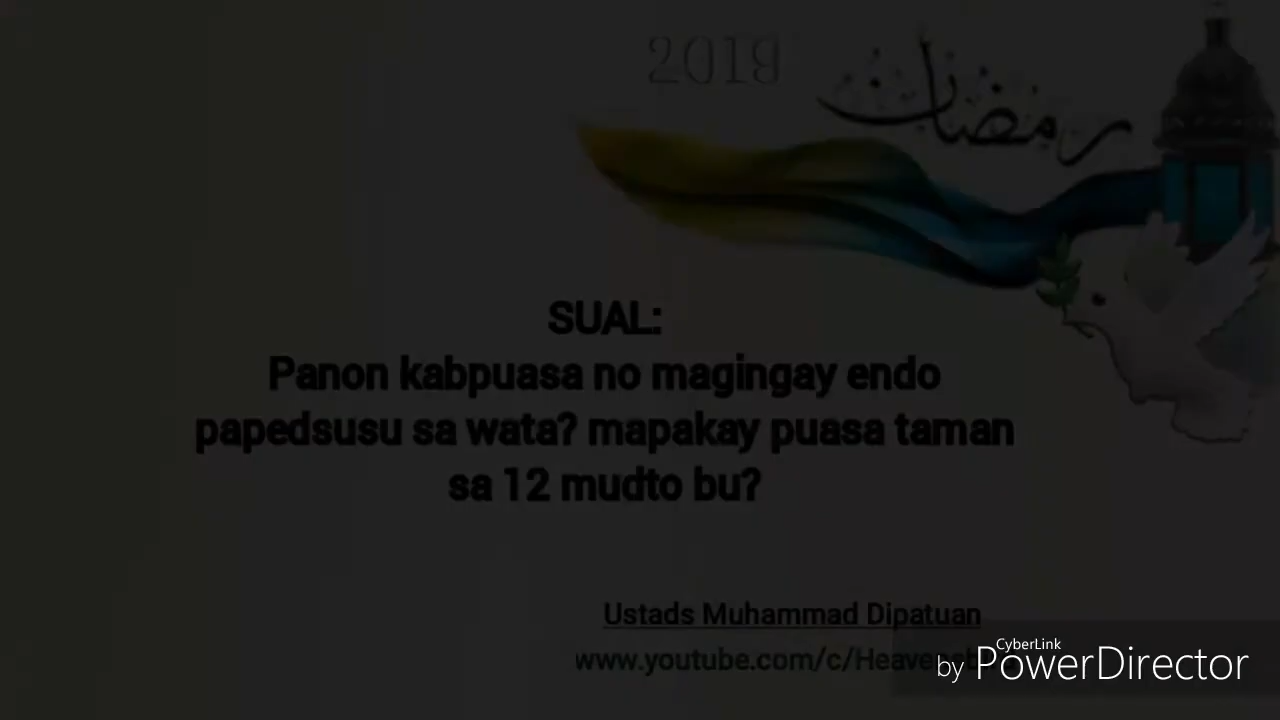 2019
رمضان
SUAL:
Panon kabpuasa no magingay endo
papedsusu sa wata? mapakay puasa taman
sa 12 mudto bu?
Ustads Muhammad Dipatuan
www.youtube.com/c/
CyberLink
by PowerDirector